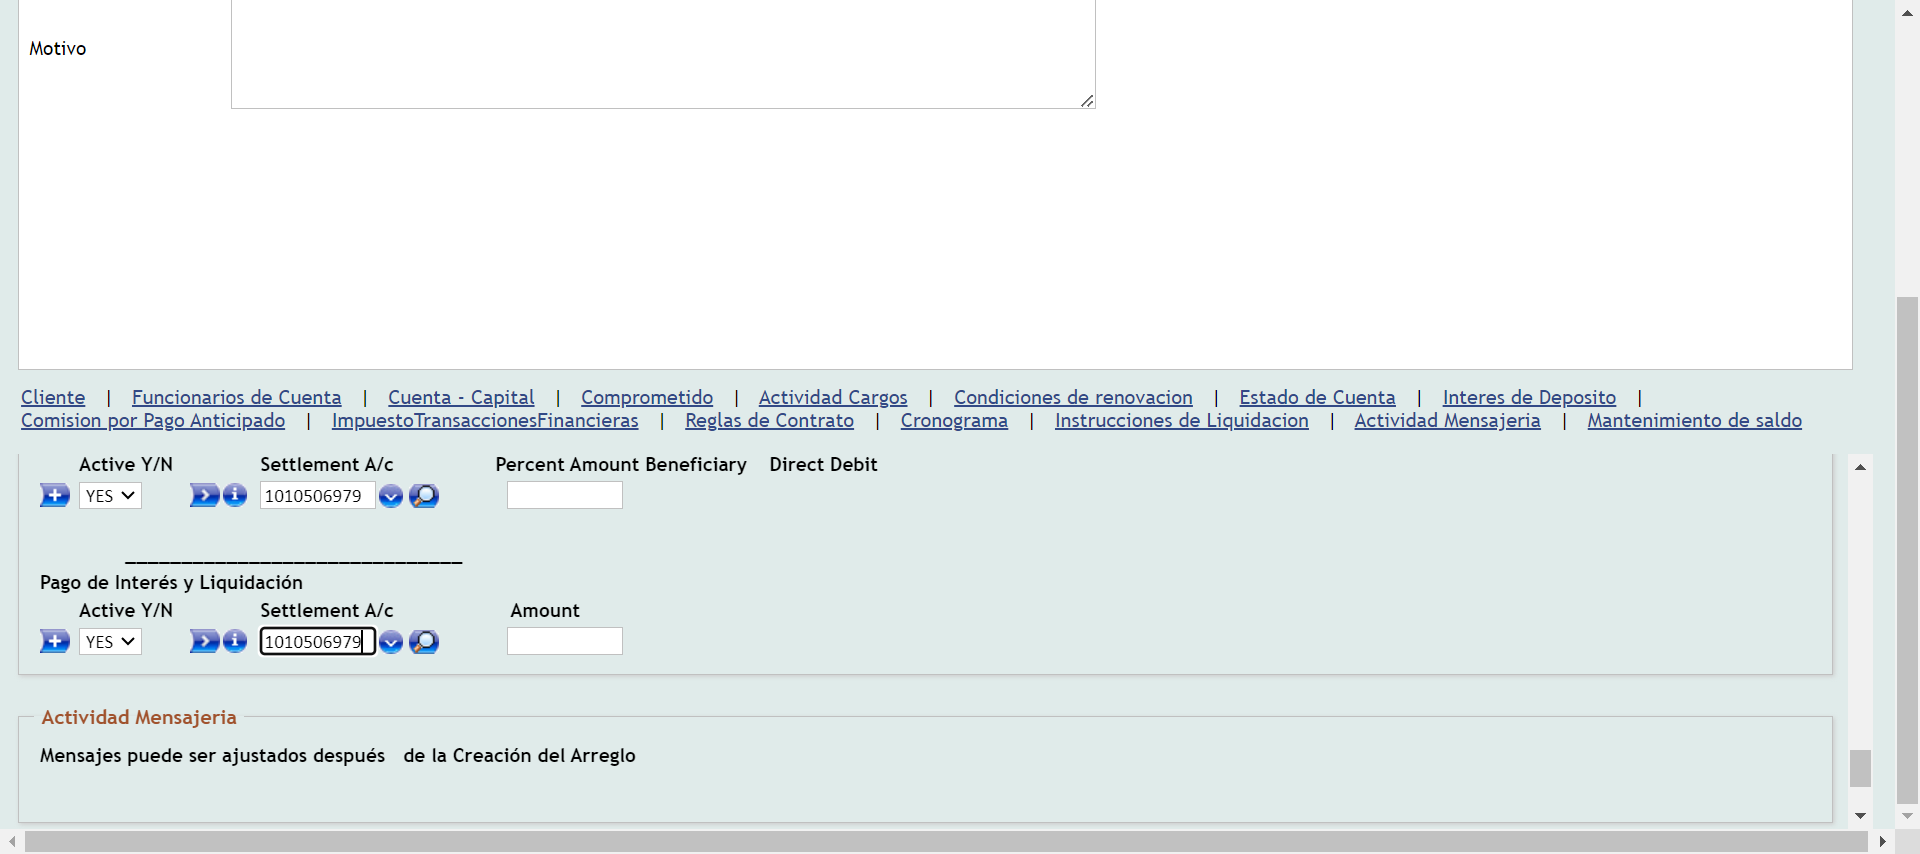 Motivo
Cliente | Funcionarios de Cuenta | Cuenta - Capital | Comprometido | Actividad Cargos | Condiciones de renovacion | Estado de Cuenta | Interes de Deposito |
Comision por Pago Anticipado | ImpuestoTransaccionesFinancieras | Reglas de Contrato | Cronograma | Instrucciones de Liquidacion | Actividad Mensajeria | Mantenimiento de saldo
Active Y/N Settlement A/c Percent Amount Beneficiary Direct Debit
YES 1010506979
Pago de Interés y Liquidación
Active Y/N Settlement A/c Amount
YES 1010506979
Actividad Mensajeria
Mensajes puede ser ajustados después de la Creación del Arreglo